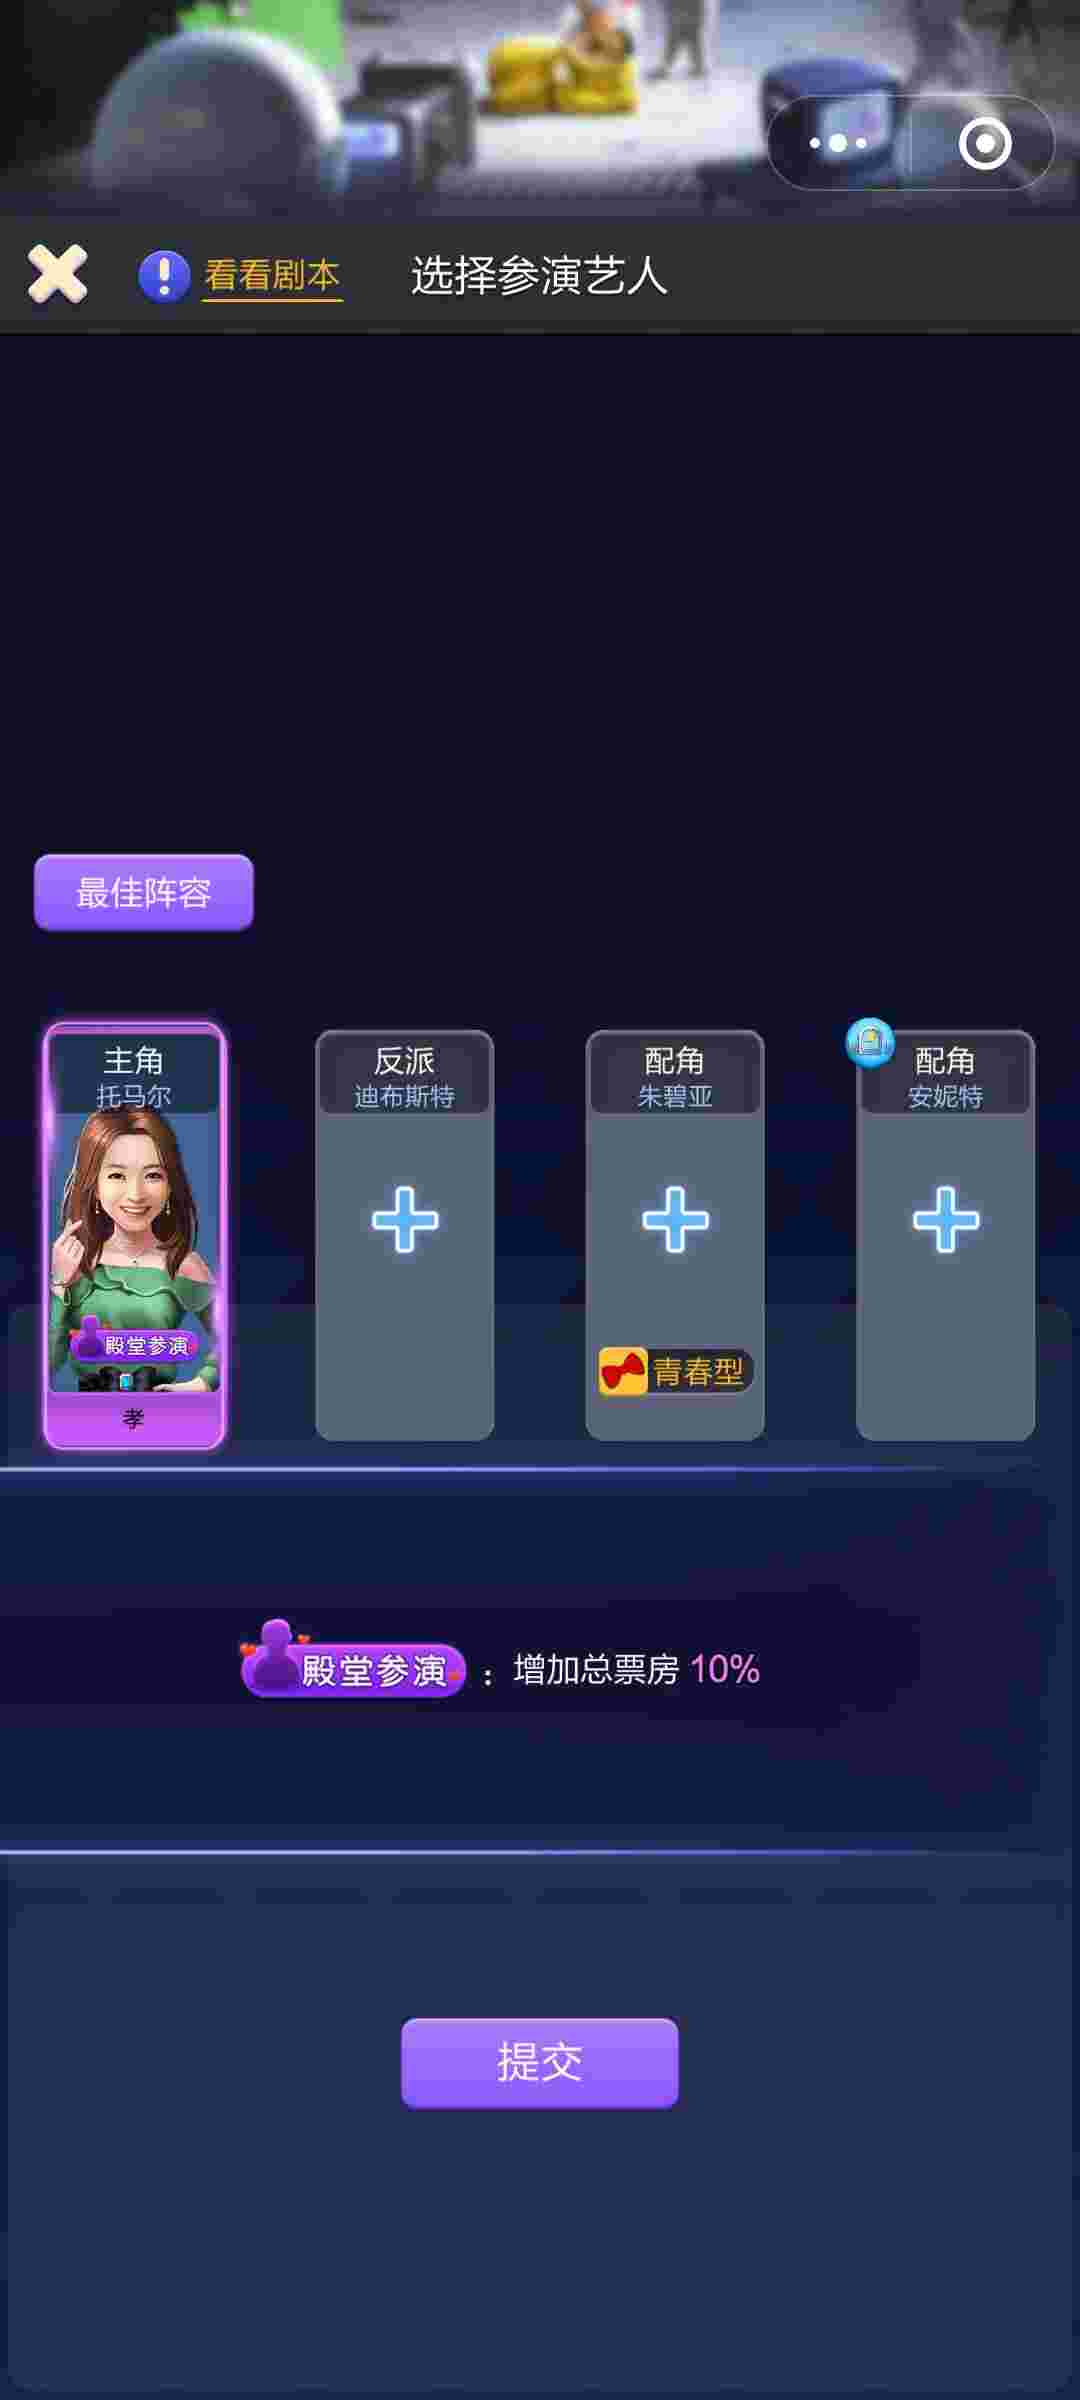 看看剧本
选择参演艺人
最佳阵容
主角
托马尔
反派
迪布斯特
配角
朱碧亚
配角
安妮特
殿堂参演
青春型
孝
殿堂参演：增加总票房 10%
提交